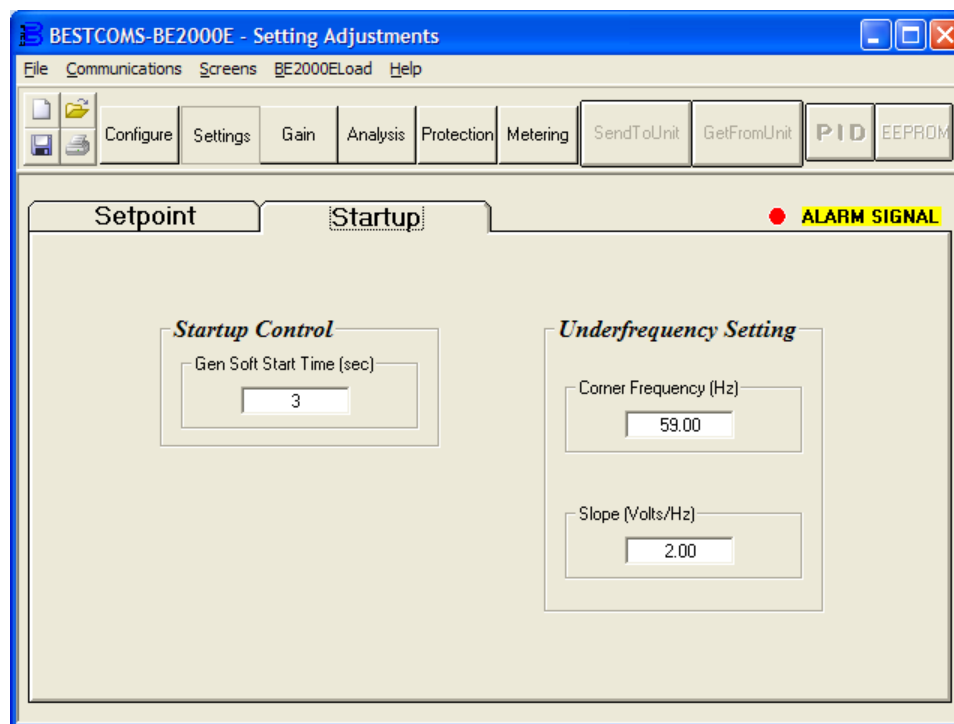 BESTCOMS-BE2000E - Setting Adjustments
File Communications Screens BE2000ELoad Help
Configure Settings Gain Analysis Protection Metering SendToUnit GetFromUnit PID EEPROM
Setpoint Startup ALARM SIGNAL
Startup Control
Gen Soft Start Time (sec)
3
Underfrequency Setting
Corner Frequency (Hz)
59.00
Slope (Volts/Hz)
2.00